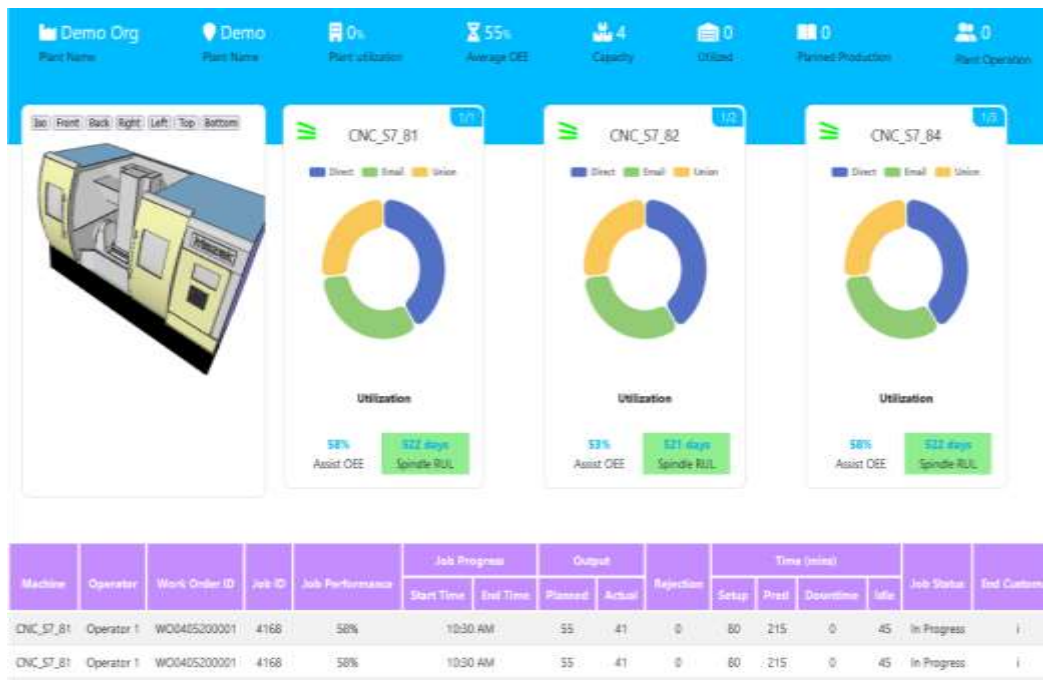 Demo Org
Demo
0%
55%
4
0
0
0
Plant Name
Plant Name
Plant utilization
Average OEE
Capacity
Utilized
Planned Production
Plant Operation
Iso Front Back Right Left Top Bottom
1/1
CNC_S7_81
Direct Email Union
Utilization
58%
522 days
Assist OEE
Spindle RUL
1/2
CNC_S7_82
Direct Email Union
Utilization
53%
521 days
Assist OEE
Spindle RUL
1/3
CNC_S7_84
Direct Email Union
Utilization
58%
522 days
Assist OEE
Spindle RUL
Job Progress Output Time (mins)
Machine Operator Work Order ID Job ID Job Performance Start Time End Time Planned Actual Rejection Setup Prod Downtime Idle Job Status End Custom
CNC_S7_81 Operator 1 WO0405200001 4168 58% 10:30 AM 55 41 0 60 215 0 45 In Progress i
CNC_S7_81 Operator 1 WO0405200001 4168 58% 10:30 AM 55 41 0 60 215 0 45 In Progress i